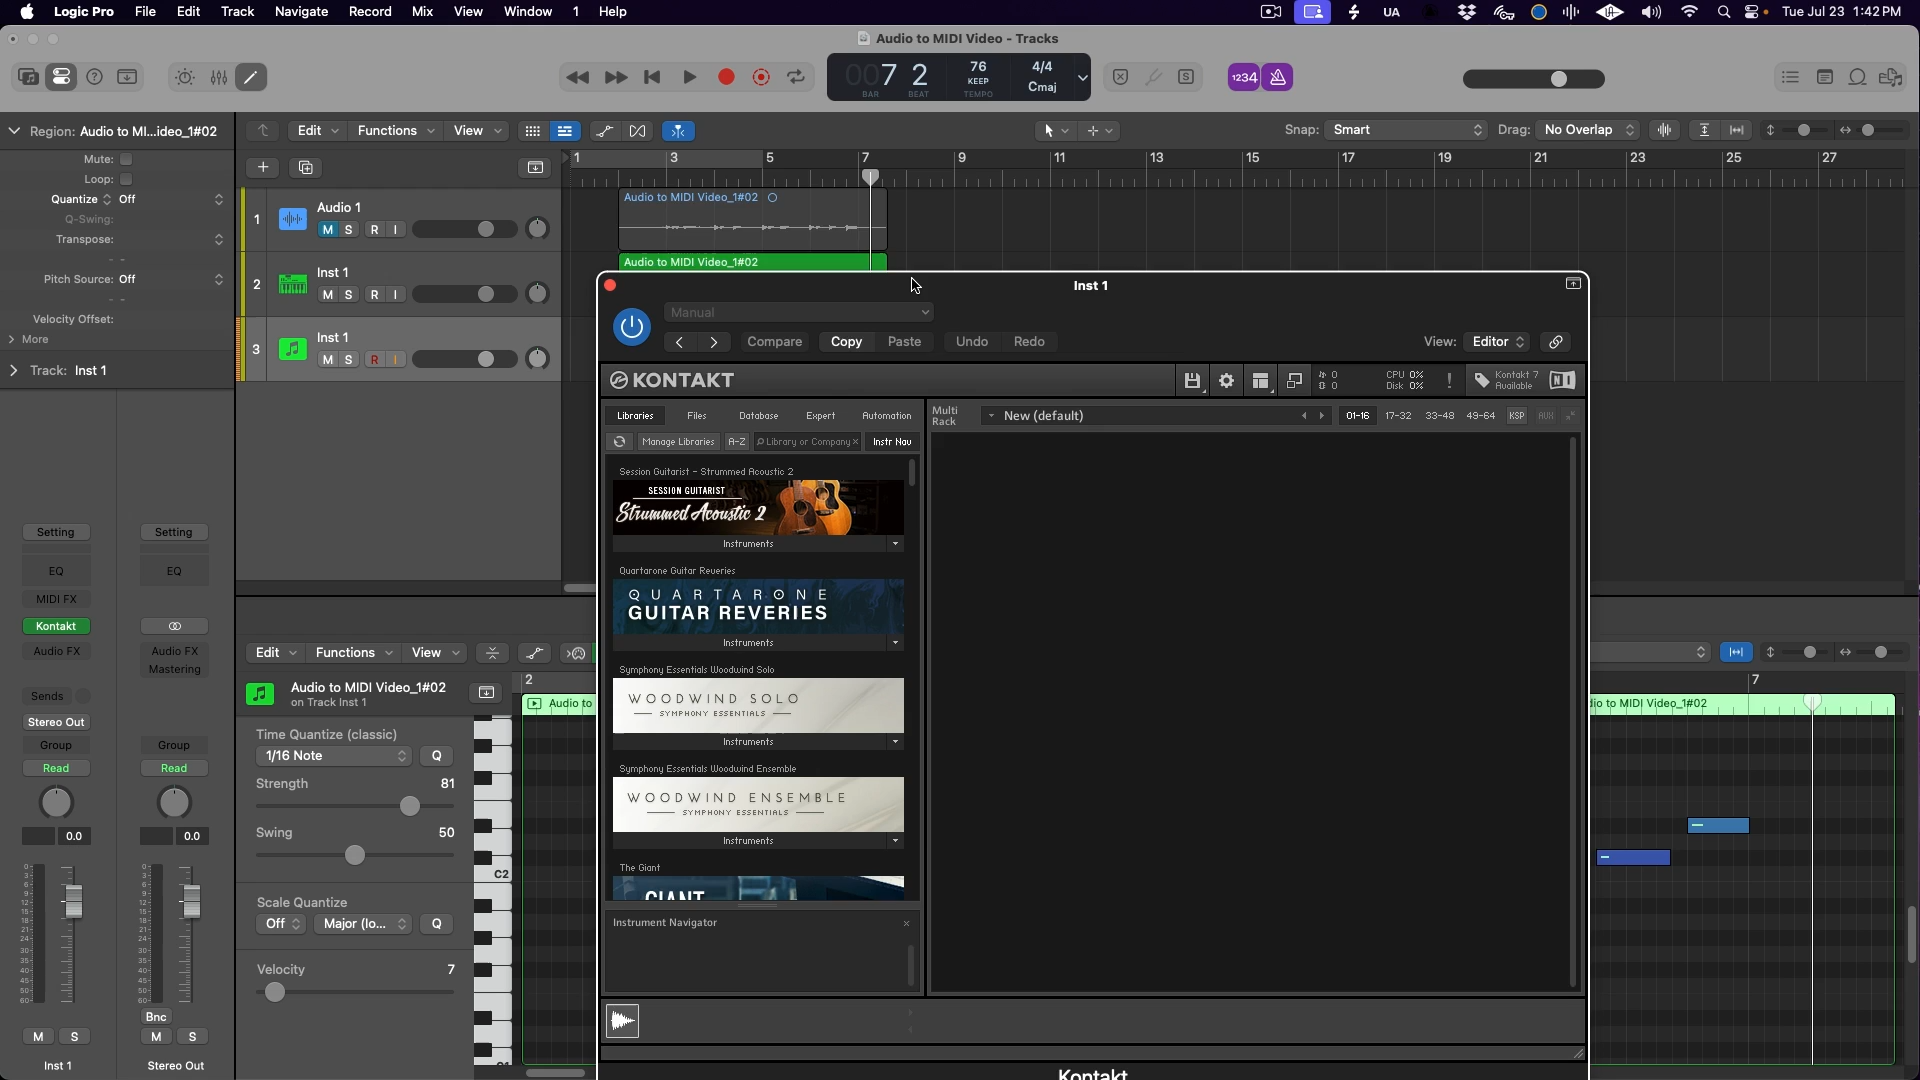 Logic Pro File Edit Track Navigate Record Mix View Window 1 Help UA Tue Jul 23 1:42 PM
Audio to MIDI Video - Tracks
007 2 76 4/4
KEEP Cmaj 1234
BAR BEAT TEMPO
Region: Audio to MI...ideo_1#02 Edit Functions View Snap: Smart Drag: No Overlap
Mute: 1 3 5 7 9 11 13 15 17 19 21 23 25 27
Loop:
Quantize Off
Q-Swing:
Transpose:
Pitch Source: Off
Velocity Offset:
More
Track: Inst 1
1 Audio 1
M S R I
2 Inst 1
M S R I
3 Inst 1
M S R I
Audio to MIDI Video_1#02
Audio to MIDI Video_1#02
Inst 1
Manual
Compare Copy Paste Undo Redo View: Editor
KONTAKT 0 0 CPU 0% Disk 0% ! Kontakt 7 Available NI
Libraries Files Database Expert Automation Multi Rack New (default) 01-16 17-32 33-48 49-64 KSP AUX
Manage Libraries A-Z Library or Company × Instr Nav
Session Guitarist - Strummed Acoustic 2
SESSION GUITARIST
Strummed Acoustic 2
Instruments
Quartarone Guitar Reveries
QUARTARONE
GUITAR REVERIES
Instruments
Symphony Essentials Woodwind Solo
WOODWIND SOLO
SYMPHONY ESSENTIALS
Instruments
Symphony Essentials Woodwind Ensemble
WOODWIND ENSEMBLE
SYMPHONY ESSENTIALS
Instruments
The Giant
GIANT
Instrument Navigator ×
Kontakt
Setting Setting
EQ EQ
MIDI FX
Kontakt
Audio FX Audio FX
Mastering
Sends
Stereo Out
Group Group
Read Read
0.0 0.0
Bnc
M S M S
Inst 1 Stereo Out
Edit Functions View
Audio to MIDI Video_1#02
on Track Inst 1
2 7
Audio to
dio to MIDI Video_1#02
Time Quantize (classic)
1/16 Note Q
Strength 81
Swing 50
C2
Scale Quantize
Off Major (lo... Q
Velocity 7